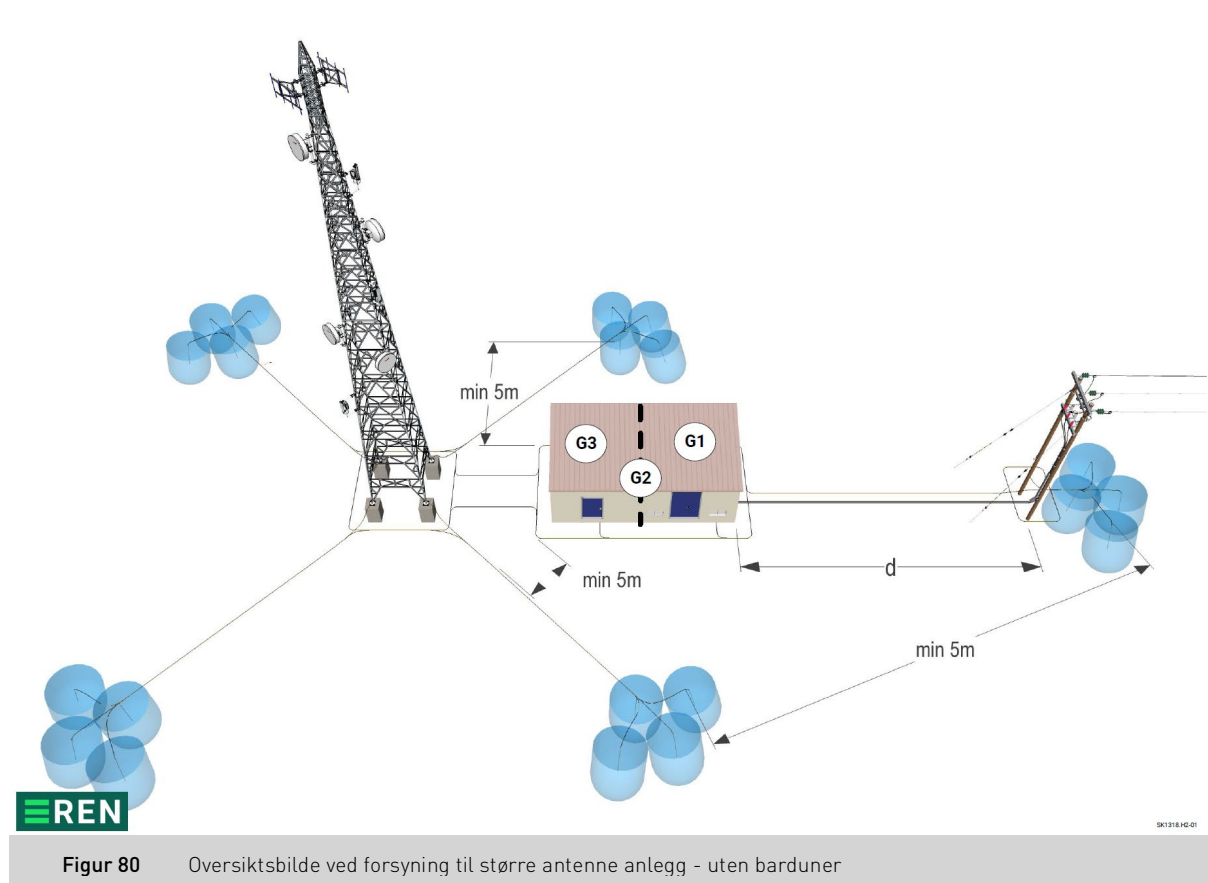 min 5m
G3
G1
G2
min 5m
d
min 5m
REN
SK1318.H2-01
Figur 80 Oversiktsbilde ved forsyning til større antenne anlegg - uten barduner